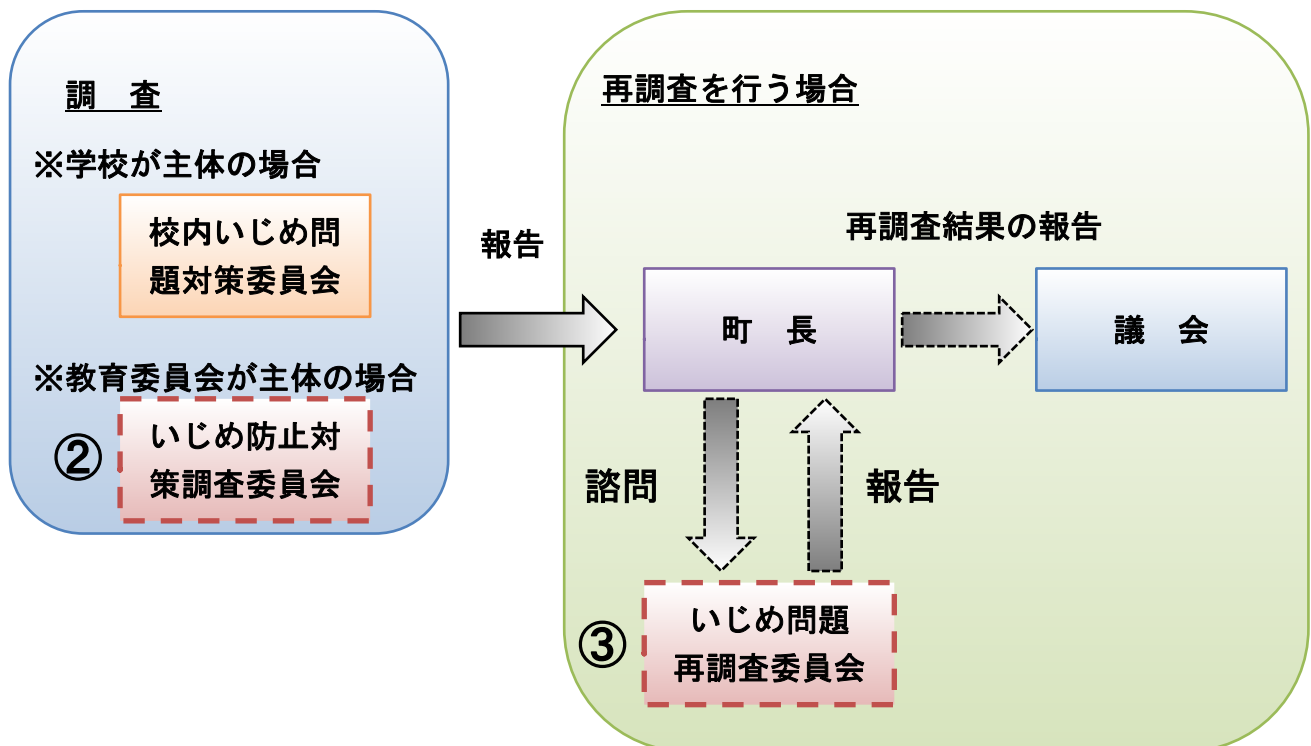 調　査
※学校が主体の場合
校内いじめ問
題対策委員会
※教育委員会が主体の場合
②
いじめ防止対
策調査委員会
報告
再調査を行う場合
再調査結果の報告
町　長
議　会
諮問
報告
③
いじめ問題
再調査委員会